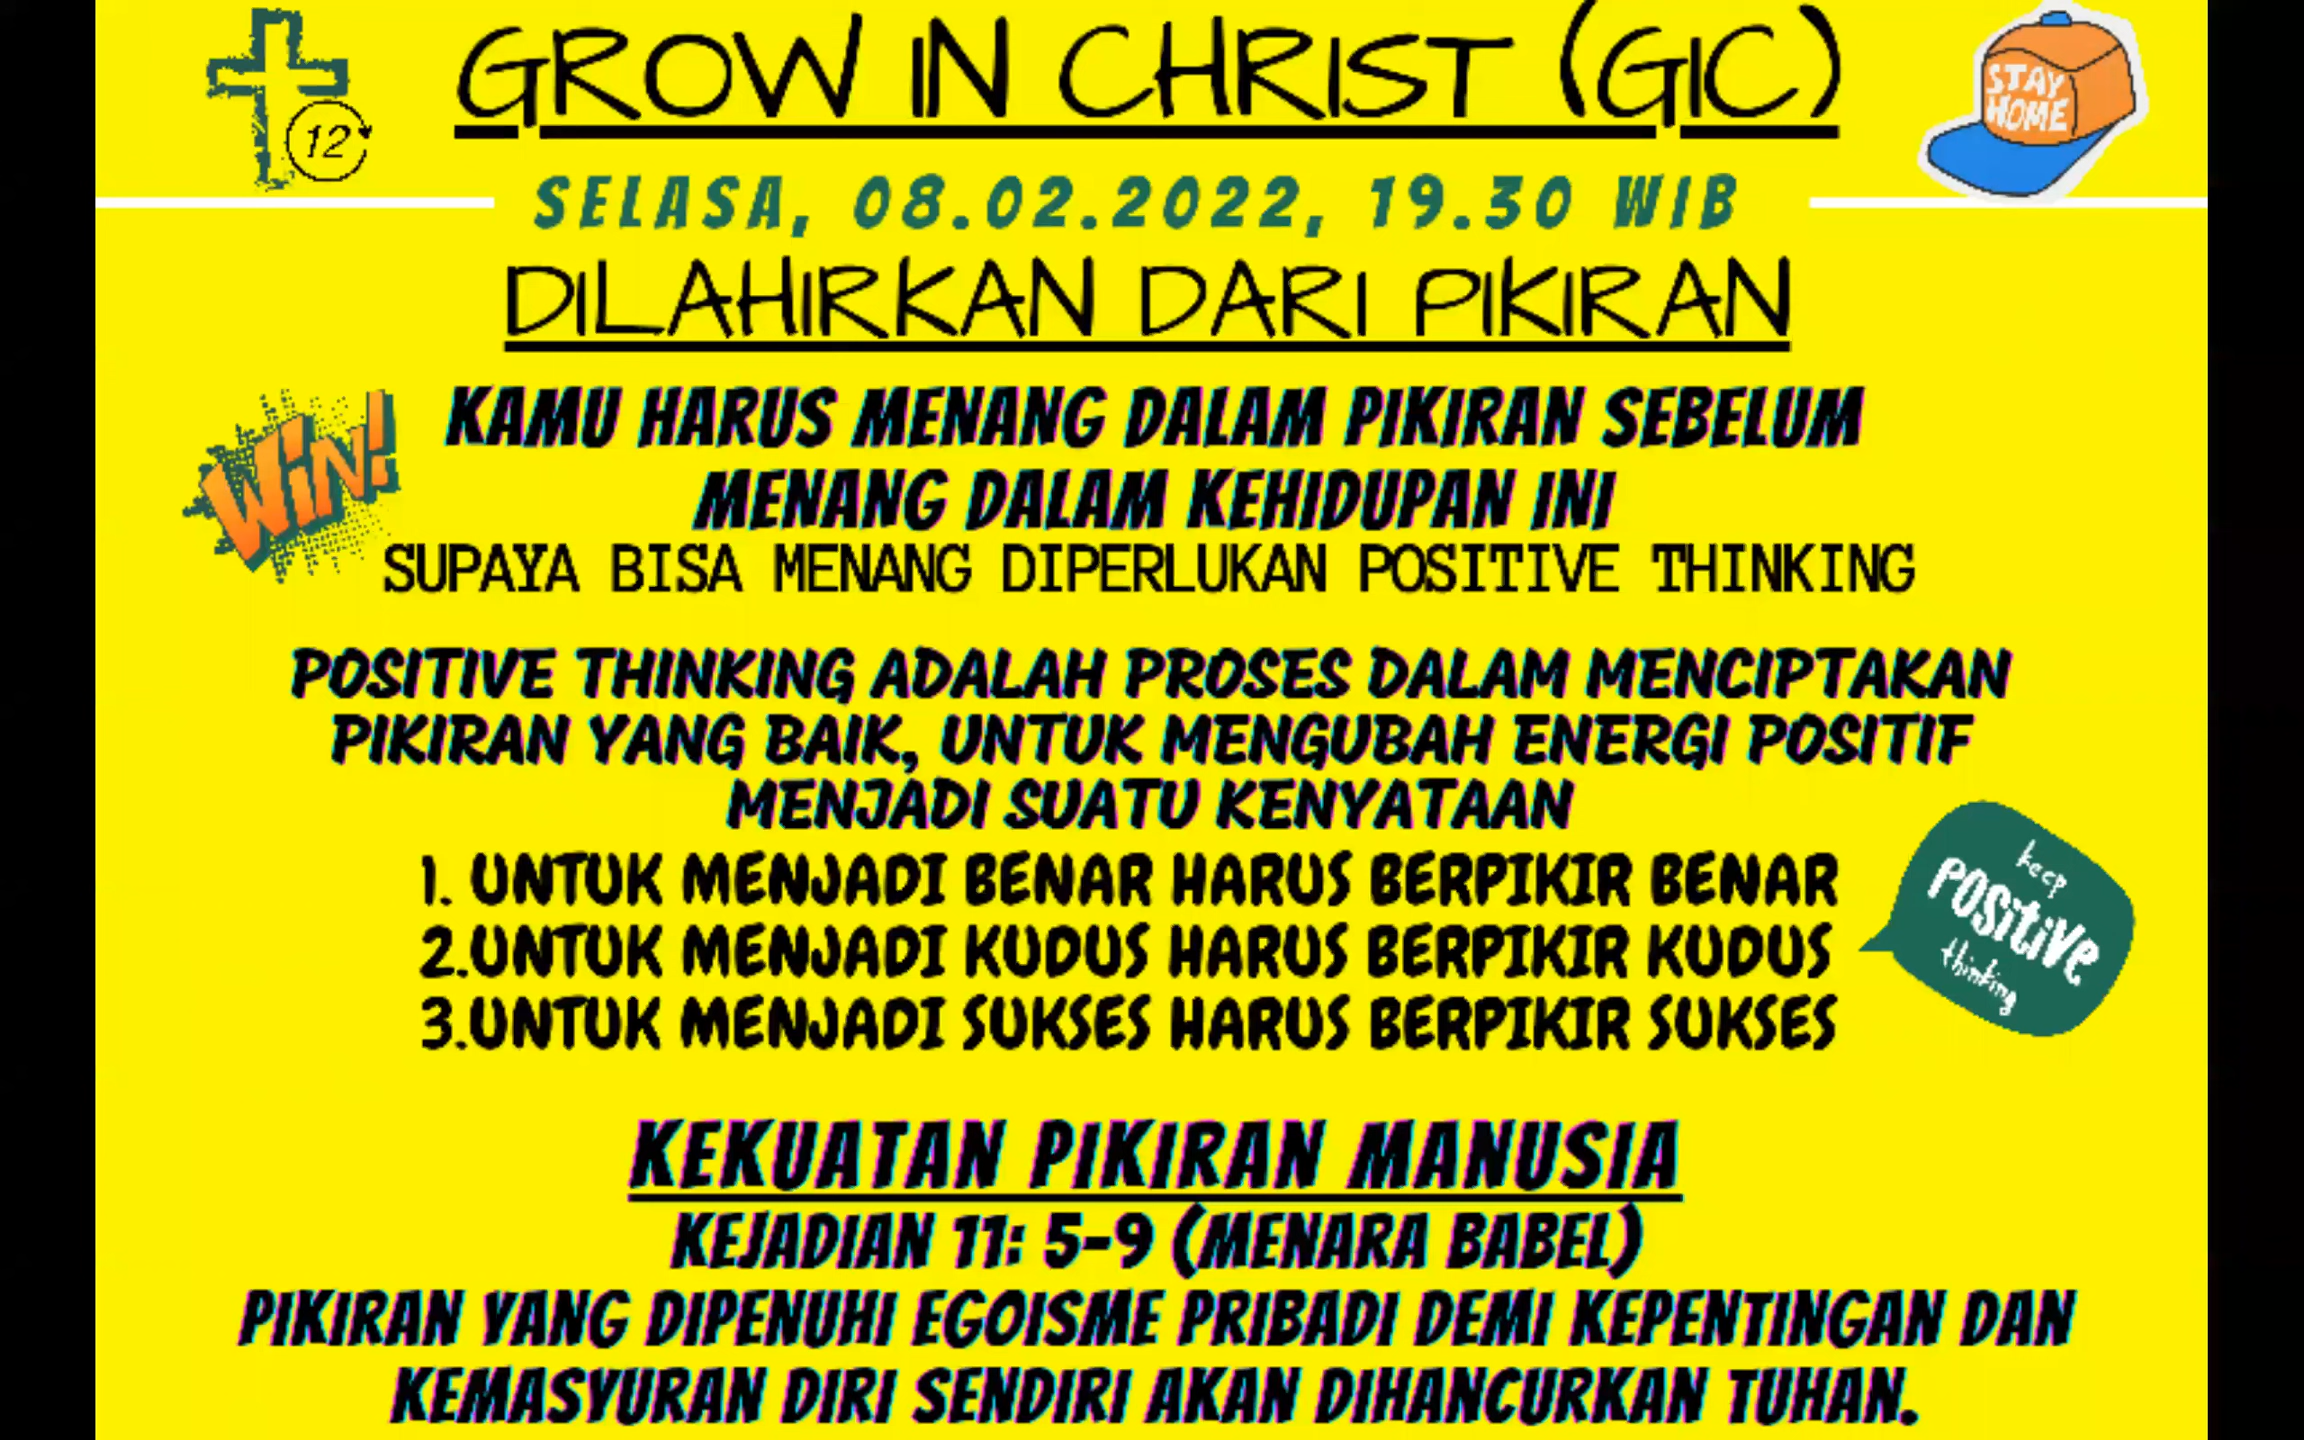 GROW IN CHRIST (GIC)
12
STAY
HOME
SELASA, 08.02.2022, 19.30 WIB
DILAHIRKAN DARI PIKIRAN
WIN!
KAMU HARUS MENANG DALAM PIKIRAN SEBELUM
MENANG DALAM KEHIDUPAN INI
SUPAYA BISA MENANG DIPERLUKAN POSITIVE THINKING
POSITIVE THINKING ADALAH PROSES DALAM MENCIPTAKAN
PIKIRAN YANG BAIK, UNTUK MENGUBAH ENERGI POSITIF
MENJADI SUATU KENYATAAN
1. UNTUK MENJADI BENAR HARUS BERPIKIR BENAR
2.UNTUK MENJADI KUDUS HARUS BERPIKIR KUDUS
3.UNTUK MENJADI SUKSES HARUS BERPIKIR SUKSES
keep
POSitiVe
thinking
KEKUATAN PIKIRAN MANUSIA
KEJADIAN 11: 5-9 (MENARA BABEL)
PIKIRAN YANG DIPENUHI EGOISME PRIBADI DEMI KEPENTINGAN DAN
KEMASYURAN DIRI SENDIRI AKAN DIHANCURKAN TUHAN.